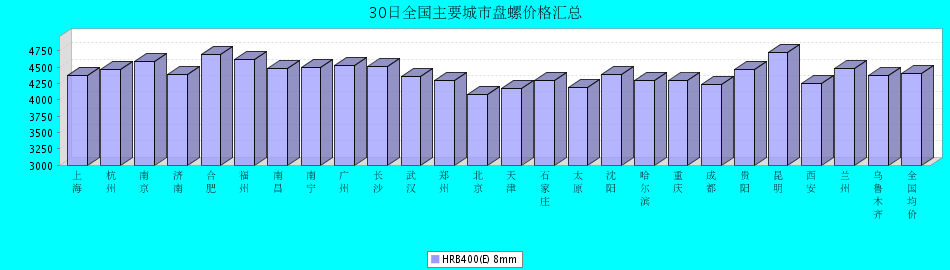 30日全国主要城市盘螺价格汇总
4750
4500
4250
4000
3750
3500
3250
3000
上海
杭州
南京
济南
合肥
福州
南昌
南宁
广州
长沙
武汉
郑州
北京
天津
石家庄
太原
沈阳
哈尔滨
重庆
成都
贵阳
昆明
西安
兰州
乌鲁木齐
全国均价
HRB400(E) 8mm